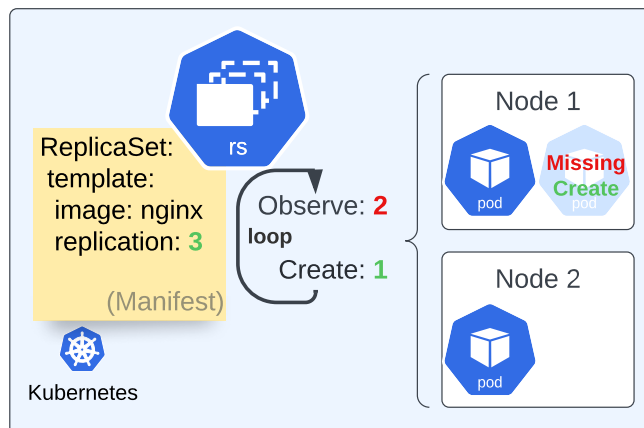 rs
ReplicaSet:
template:
image: nginx
replication: 3
(Manifest)
Kubernetes
Observe: 2
loop
Create: 1
Node 1
pod
Missing
Create
pod
Node 2
pod